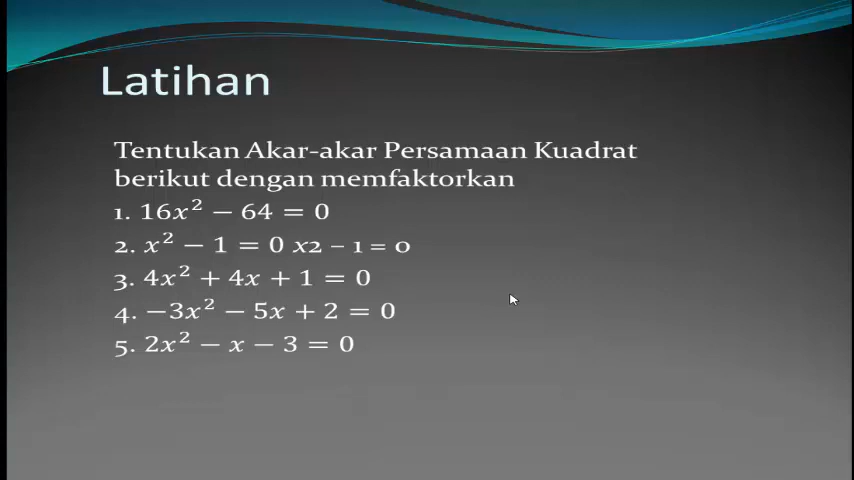 Latihan
Tentukan Akar-akar Persamaan Kuadrat
berikut dengan memfaktorkan
1. 16x² − 64 = 0
2. x² − 1 = 0 x2 – 1 = 0
3. 4x² + 4x + 1 = 0
4. −3x² − 5x + 2 = 0
5. 2x² − x − 3 = 0